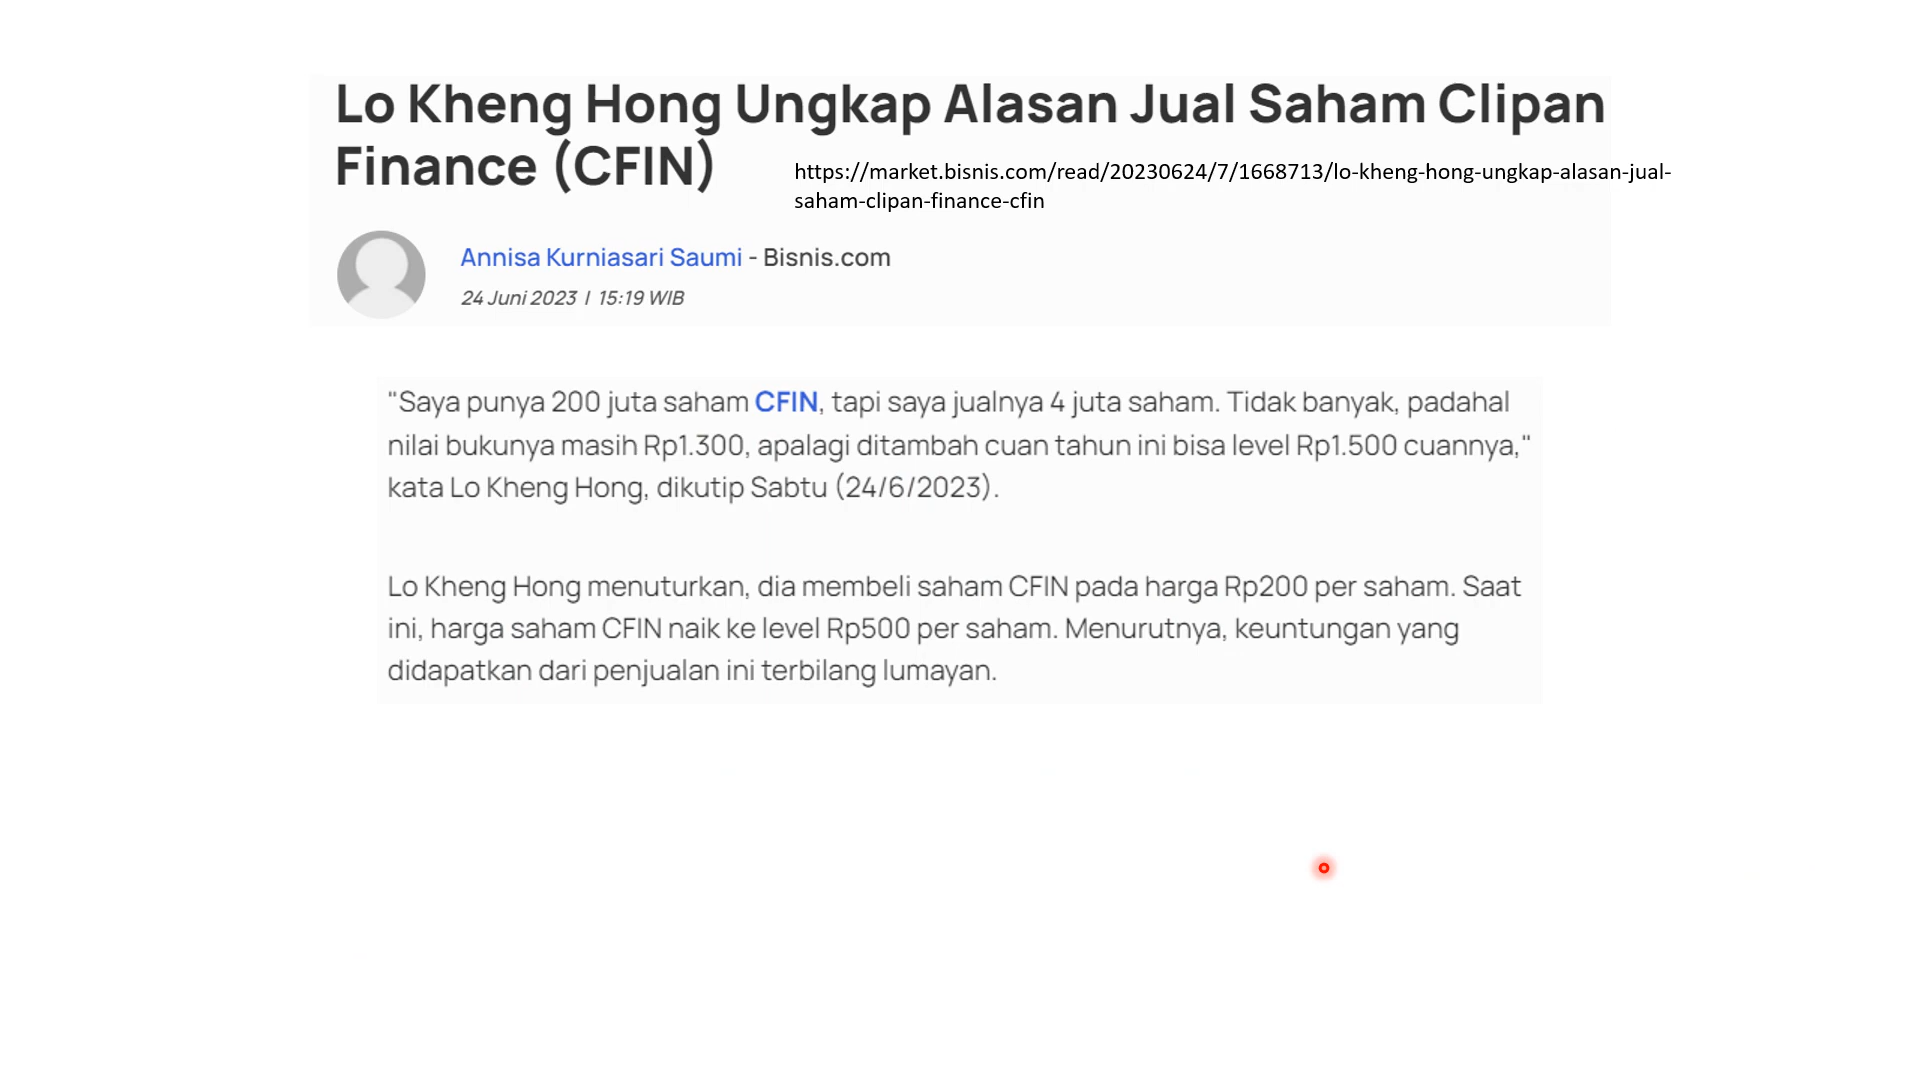 Lo Kheng Hong Ungkap Alasan Jual Saham Clipan
Finance (CFIN)
https://market.bisnis.com/read/20230624/7/1668713/lo-kheng-hong-ungkap-alasan-jual-
saham-clipan-finance-cfin
Annisa Kurniasari Saumi - Bisnis.com
24 Juni 2023 | 15:19 WIB
"Saya punya 200 juta saham CFIN, tapi saya jualnya 4 juta saham. Tidak banyak, padahal
nilai bukunya masih Rp1.300, apalagi ditambah cuan tahun ini bisa level Rp1.500 cuannya,"
kata Lo Kheng Hong, dikutip Sabtu (24/6/2023).
Lo Kheng Hong menuturkan, dia membeli saham CFIN pada harga Rp200 per saham. Saat
ini, harga saham CFIN naik ke level Rp500 per saham. Menurutnya, keuntungan yang
didapatkan dari penjualan ini terbilang lumayan.